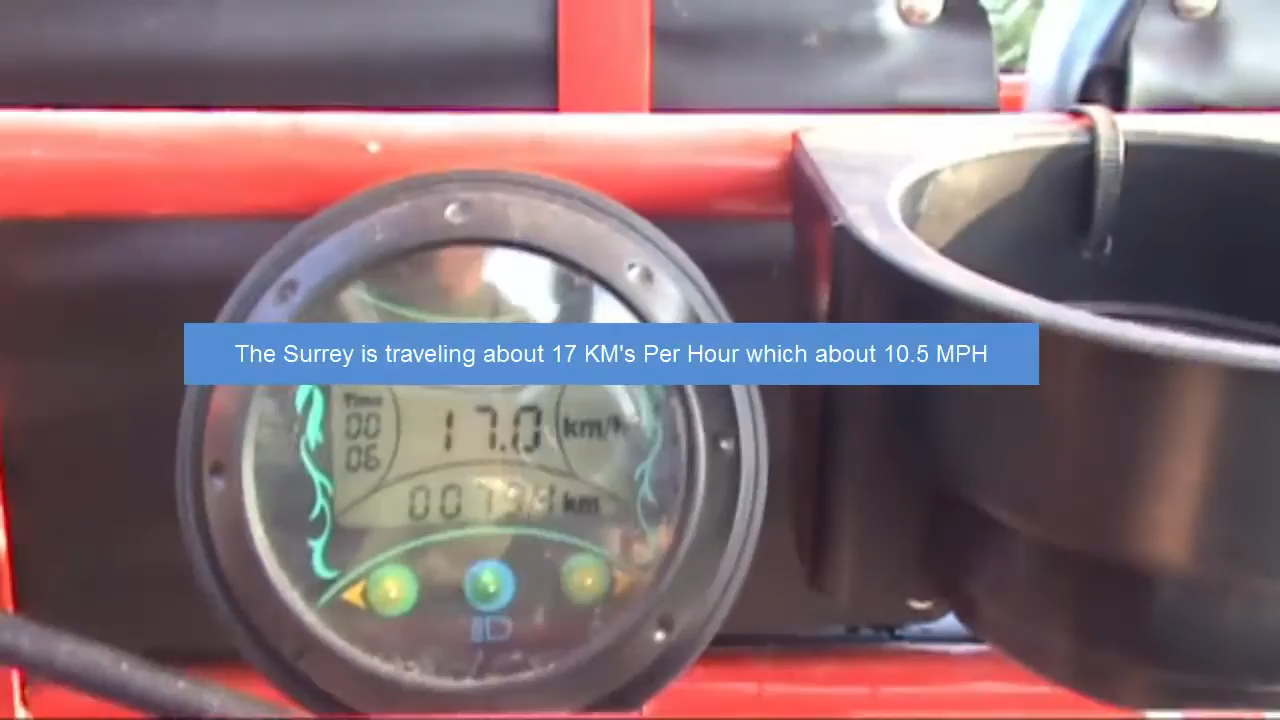 The Surrey is traveling about 17 KM's Per Hour which about 10.5 MPH
Time
00
06
17.0 km/h
km